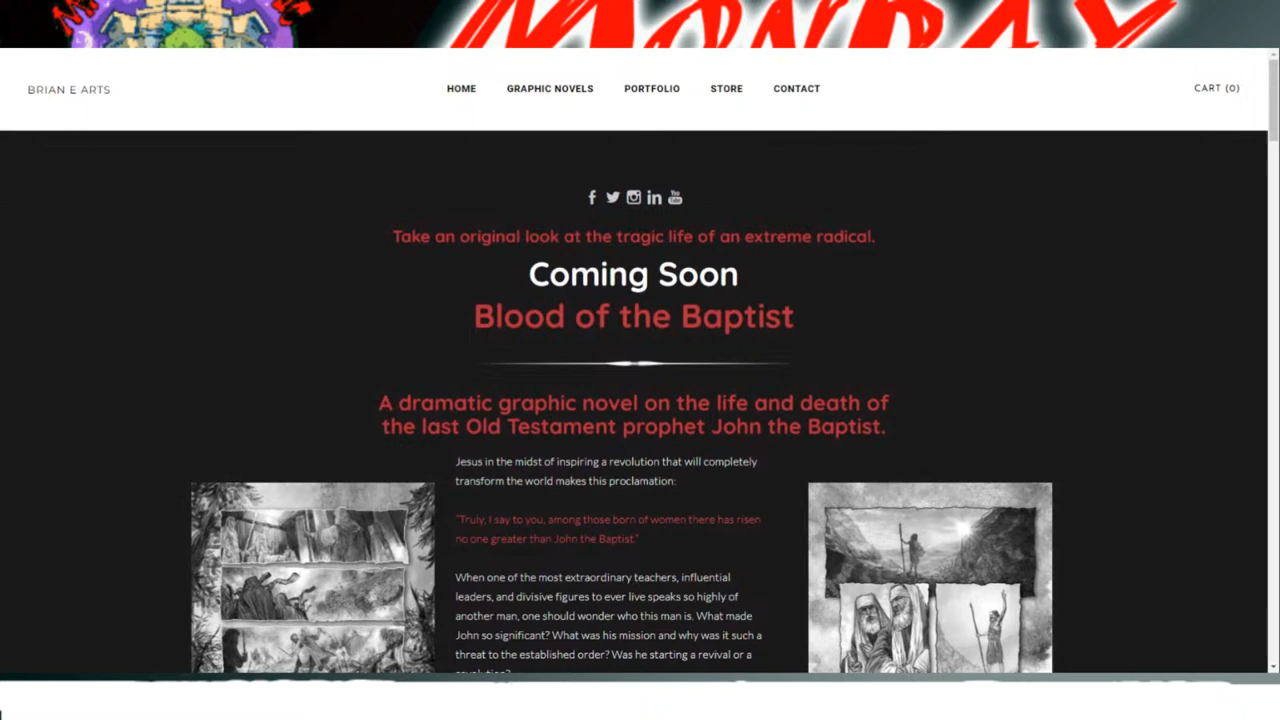 MONDAY
BRIAN E ARTS
HOME GRAPHIC NOVELS PORTFOLIO STORE CONTACT
CART (0)
Take an original look at the tragic life of an extreme radical.
Coming Soon
Blood of the Baptist
A dramatic graphic novel on the life and death of
the last Old Testament prophet John the Baptist.
Jesus in the midst of inspiring a revolution that will completely
transform the world makes this proclamation:
"Truly, I say to you, among those born of women there has risen
no one greater than John the Baptist."
When one of the most extraordinary teachers, influential
leaders, and divisive figures to ever live speaks so highly of
another man, one should wonder who this man is. What made
John so significant? What was his mission and why was it such a
threat to the established order? Was he starting a revival or a
revolution?